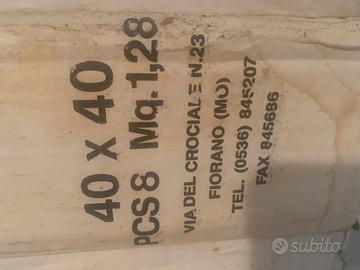 40 x 40
PCS 8 Mq. 1,28
VIA DEL CROCIALE N.23
FIORANO (MO)
TEL. (0536) 845207
FAX 845686
subito